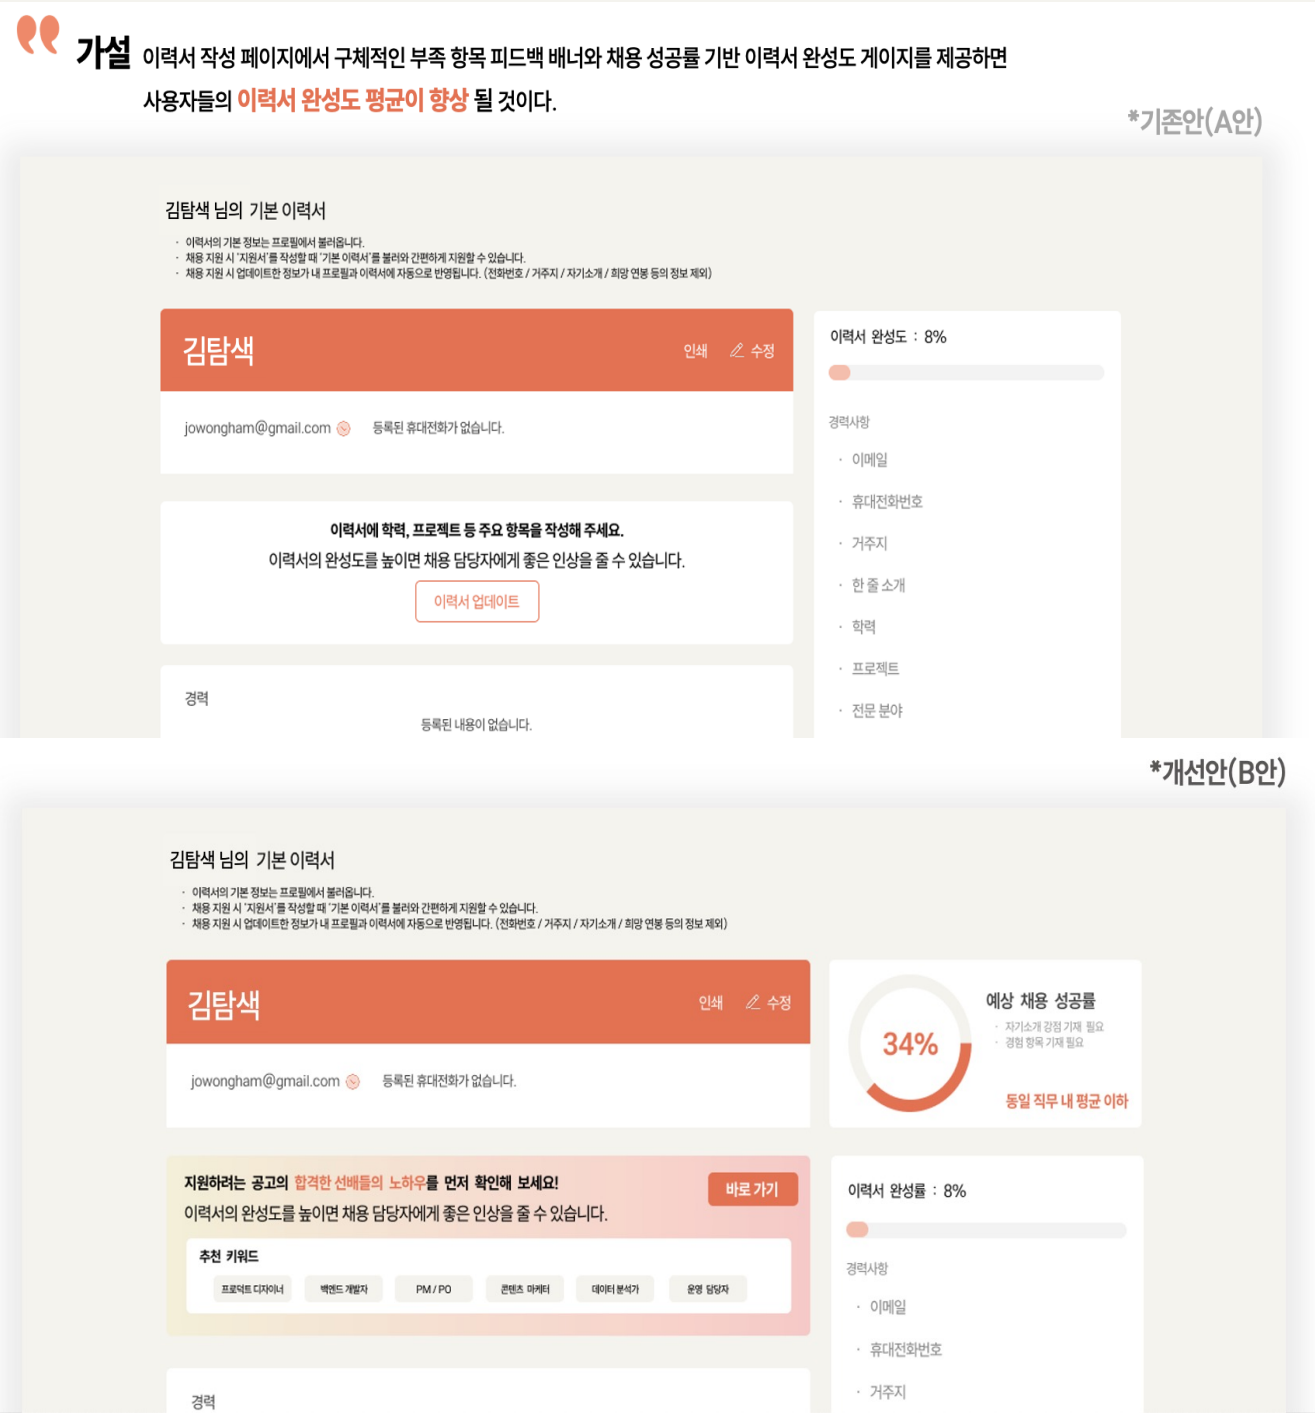 가설 이력서 작성 페이지에서 구체적인 부족 항목 피드백 배너와 채용 성공률 기반 이력서 완성도 게이지를 제공하면
사용자들의 이력서 완성도 평균이 향상 될 것이다.
*기존안(A안)
김탐색 님의 기본 이력서
· 이력서의 기본 정보는 프로필에서 불러옵니다.
· 채용 지원 시 '지원서'를 작성할 때 '기본 이력서'를 불러와 간편하게 지원할 수 있습니다.
· 채용 지원 시 업데이트한 정보가 내 프로필과 이력서에 자동으로 반영됩니다. (전화번호 / 거주지 / 자기소개 / 희망 연봉 등의 정보 제외)
김탐색
인쇄 수정
jowongham@gmail.com 등록된 휴대전화가 없습니다.
이력서에 학력, 프로젝트 등 주요 항목을 작성해 주세요.
이력서의 완성도를 높이면 채용 담당자에게 좋은 인상을 줄 수 있습니다.
이력서 업데이트
경력
등록된 내용이 없습니다.
이력서 완성도 : 8%
경력사항
· 이메일
· 휴대전화번호
· 거주지
· 한 줄 소개
· 학력
· 프로젝트
· 전문 분야
*개선안(B안)
김탐색 님의 기본 이력서
· 이력서의 기본 정보는 프로필에서 불러옵니다.
· 채용 지원 시 '지원서'를 작성할 때 '기본 이력서'를 불러와 간편하게 지원할 수 있습니다.
· 채용 지원 시 업데이트한 정보가 내 프로필과 이력서에 자동으로 반영됩니다. (전화번호 / 거주지 / 자기소개 / 희망 연봉 등의 정보 제외)
김탐색
인쇄 수정
jowongham@gmail.com 등록된 휴대전화가 없습니다.
34%
예상 채용 성공률
· 자기소개 강점 기재 필요
· 경험 항목 기재 필요
동일 직무 내 평균 이하
지원하려는 공고의 합격한 선배들의 노하우를 먼저 확인해 보세요!
바로 가기
이력서의 완성도를 높이면 채용 담당자에게 좋은 인상을 줄 수 있습니다.
추천 키워드
프로덕트 디자이너 백엔드 개발자 PM / PO 콘텐츠 마케터 데이터 분석가 운영 담당자
경력
이력서 완성률 : 8%
경력사항
· 이메일
· 휴대전화번호
· 거주지